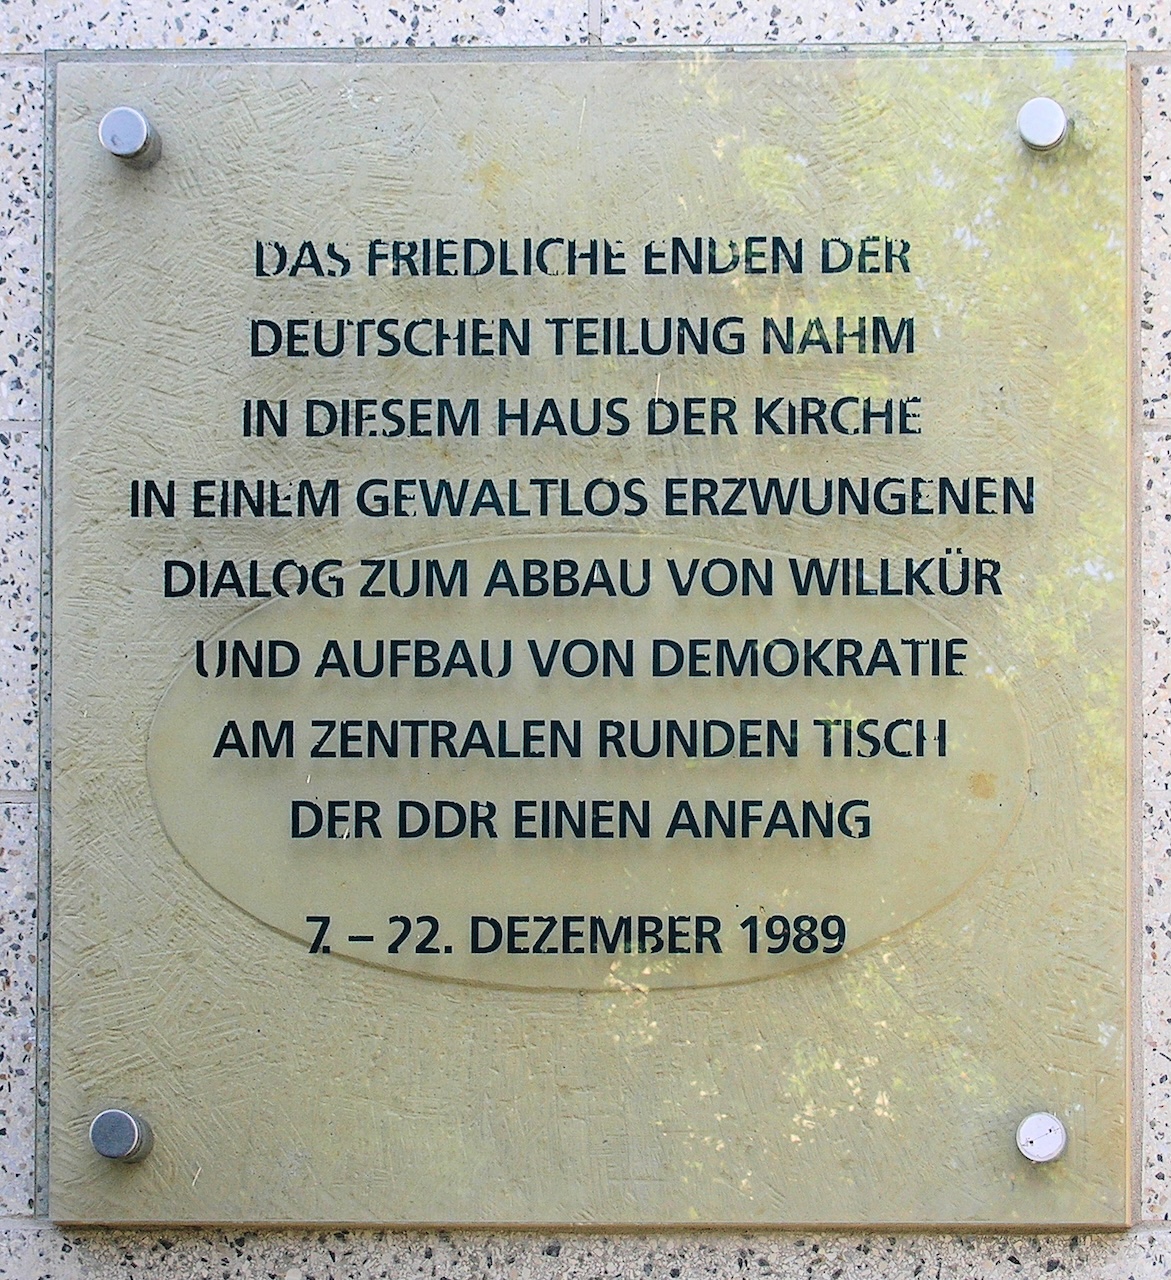 DAS FRIEDLICHE ENDEN DER
DEUTSCHEN TEILUNG NAHM
IN DIESEM HAUS DER KIRCHE
IN EINEM GEWALTLOS ERZWUNGENEN
DIALOG ZUM ABBAU VON WILLKÜR
UND AUFBAU VON DEMOKRATIE
AM ZENTRALEN RUNDEN TISCH
DER DDR EINEN ANFANG
7. – 22. DEZEMBER 1989